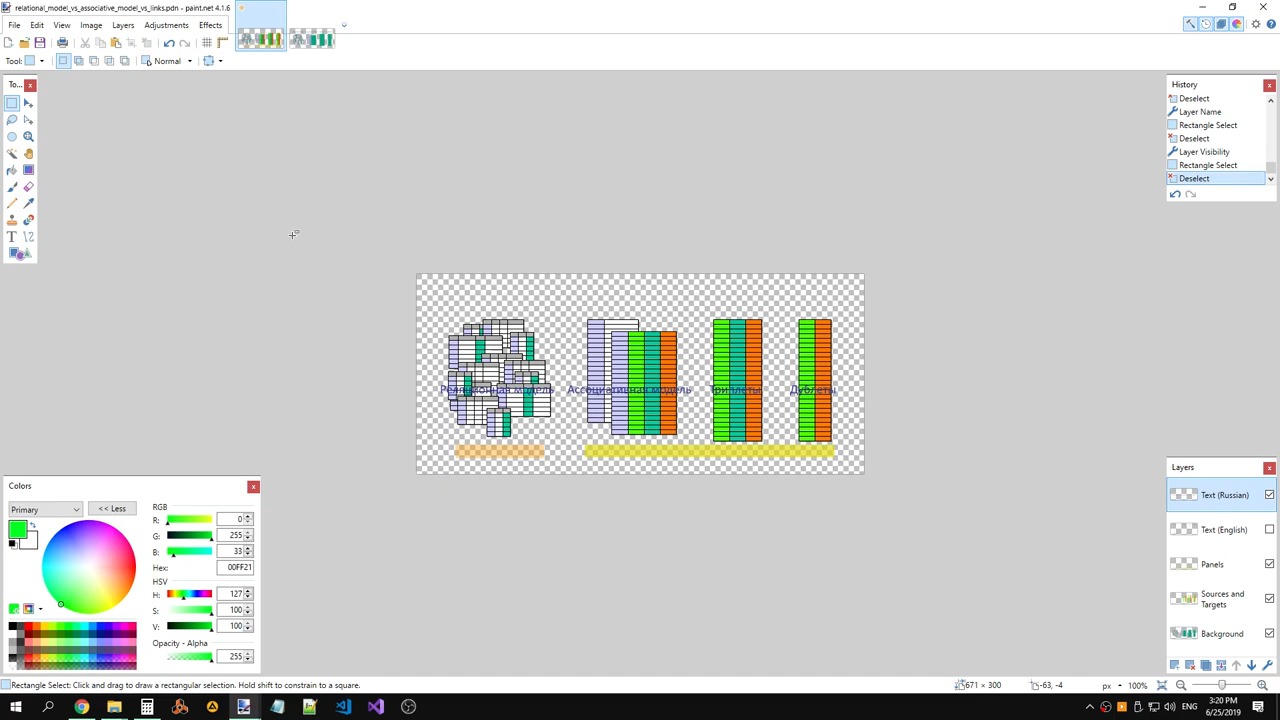 relational_model_vs_associative_model_vs_links.pdn - paint.net 4.1.6
File Edit View Image Layers Adjustments Effects
Tool: Normal
To...
History
Deselect
Layer Name
Rectangle Select
Deselect
Layer Visibility
Rectangle Select
Deselect
Реляционная модель Ассоциативная модель Триплеты Дублеты
Colors
Primary
<< Less
RGB
R: 0
G: 255
B: 33
Hex: 00FF21
HSV
H: 127
S: 100
V: 100
Opacity - Alpha
255
Layers
Text (Russian)
Text (English)
Panels
Sources and
Targets
Background
Rectangle Select: Click and drag to draw a rectangular selection. Hold shift to constrain to a square.
671 × 300 -63, -4 px 100%
ENG
3:20 PM
6/25/2019